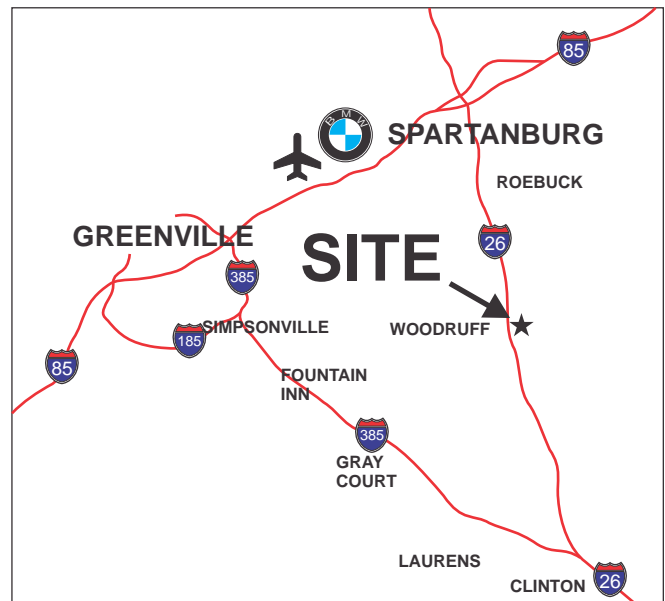 85
BMW
SPARTANBURG
ROEBUCK
GREENVILLE
26
SITE
385
185
SIMPSONVILLE
WOODRUFF
85
FOUNTAIN
INN
385
GRAY
COURT
LAURENS
CLINTON
26